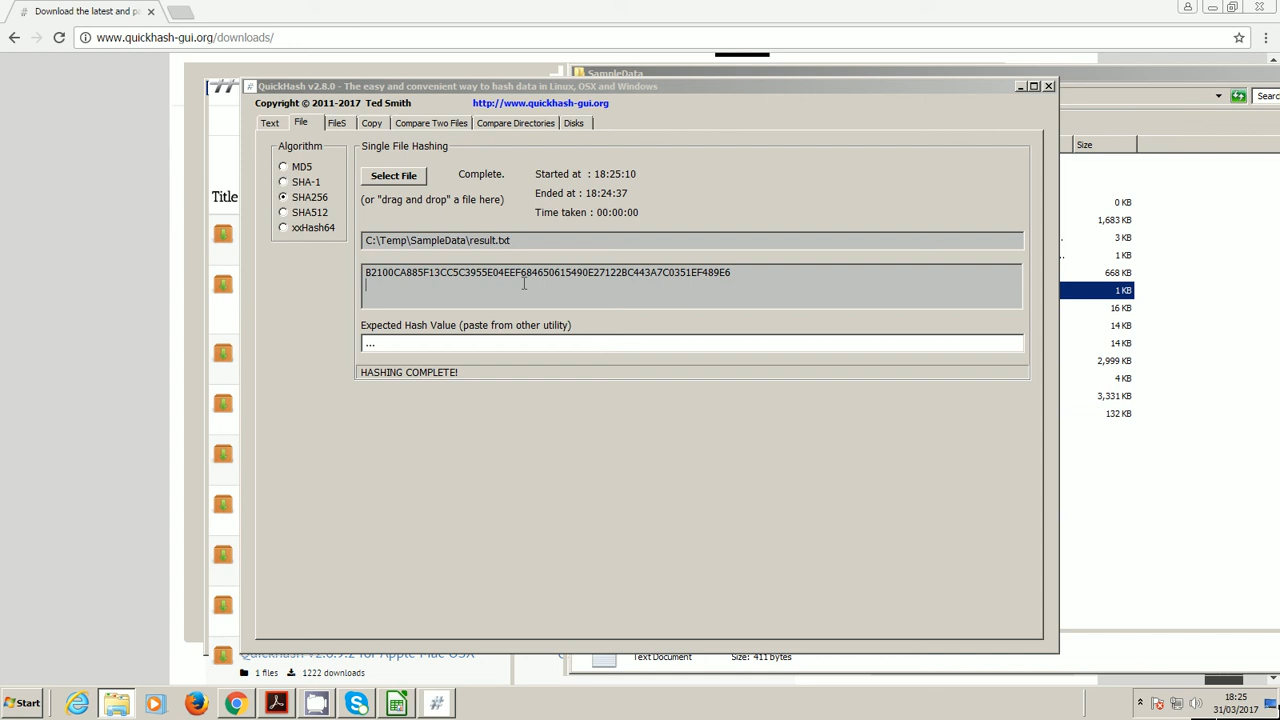 Download the latest and p
www.quickhash-gui.org/downloads/
SampleData
QuickHash v2.8.0 - The easy and convenient way to hash data in Linux, OSX and Windows
Copyright © 2011-2017 Ted Smith
http://www.quickhash-gui.org
Text File FileS Copy Compare Two Files Compare Directories Disks
Algorithm
MD5
SHA-1
SHA256
SHA512
xxHash64
Single File Hashing
Select File
Complete.
(or "drag and drop" a file here)
Started at : 18:25:10
Ended at : 18:24:37
Time taken : 00:00:00
C:\Temp\SampleData\result.txt
B2100CA885F13CC5C3955E04EEF684650615490E27122BC443A7C0351EF489E6
Expected Hash Value (paste from other utility)
...
HASHING COMPLETE!
Title
Searc
Size
0 KB
1,683 KB
3 KB
1 KB
668 KB
1 KB
16 KB
14 KB
14 KB
2,999 KB
4 KB
3,331 KB
132 KB
for Apple Mac OSX
1 files 1222 downloads
Text Document Size: 411 bytes
Start
18:25
31/03/2017